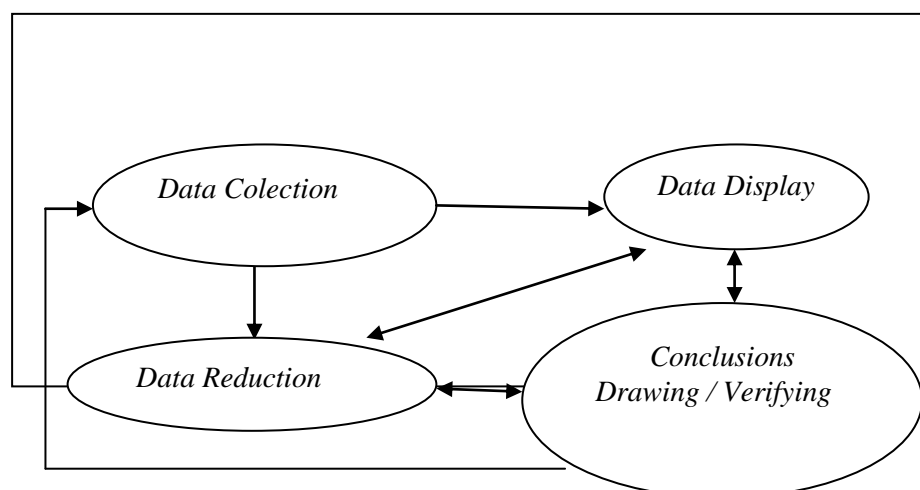 Data Colection
Data Display
Data Reduction
Conclusions
Drawing / Verifying